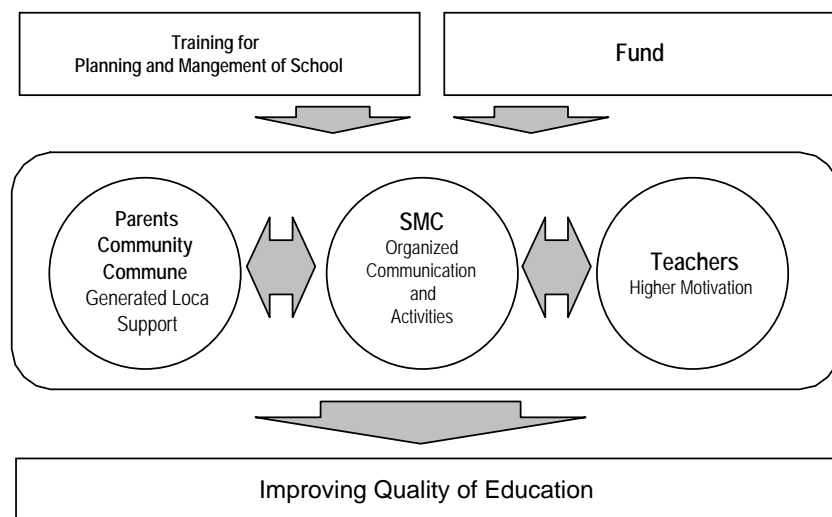 Training for
Planning and Mangement of School
Fund
Parents
Community
Commune
Generated Loca
Support
SMC
Organized
Communication
and
Activities
Teachers
Higher Motivation
Improving Quality of Education